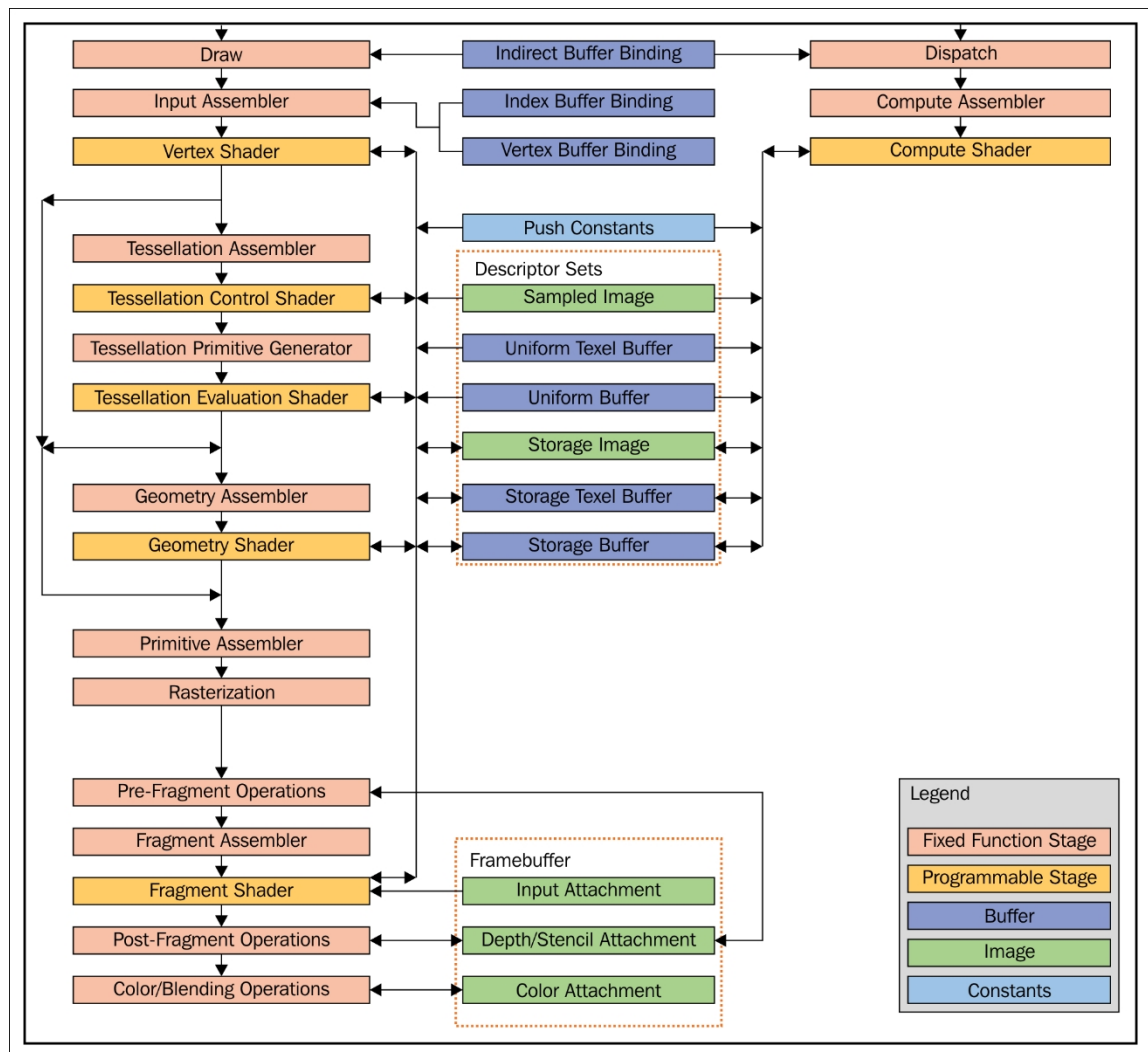 Draw
Indirect Buffer Binding
Dispatch
Input Assembler
Index Buffer Binding
Compute Assembler
Vertex Shader
Vertex Buffer Binding
Compute Shader
Push Constants
Tessellation Assembler
Descriptor Sets
Tessellation Control Shader
Sampled Image
Tessellation Primitive Generator
Uniform Texel Buffer
Tessellation Evaluation Shader
Uniform Buffer
Storage Image
Geometry Assembler
Storage Texel Buffer
Geometry Shader
Storage Buffer
Primitive Assembler
Rasterization
Pre-Fragment Operations
Fragment Assembler
Framebuffer
Fragment Shader
Input Attachment
Post-Fragment Operations
Depth/Stencil Attachment
Color/Blending Operations
Color Attachment
Legend
Fixed Function Stage
Programmable Stage
Buffer
Image
Constants